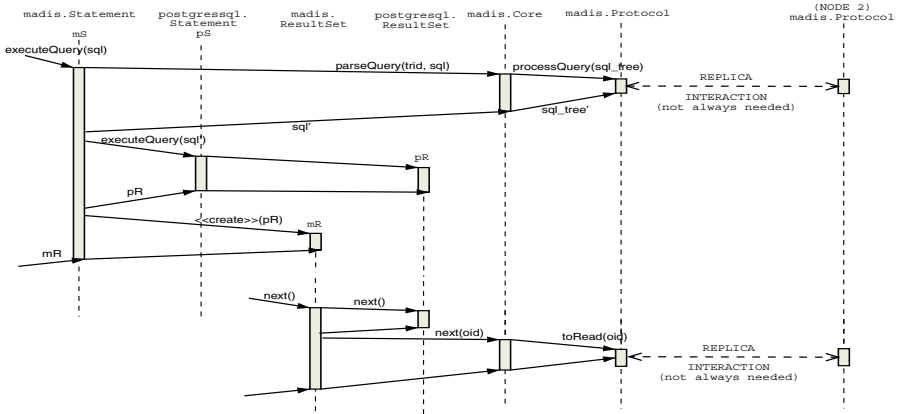 madis.Statement
mS
postgressql.
Statement
pS
madis.
ResultSet
postgressql.
ResultSet
madis.Core
madis.Protocol
(NODE 2)
madis.Protocol
executeQuery(sql)
parseQuery(trid, sql)
processQuery(sql_tree)
REPLICA
INTERACTION
(not always needed)
sql_tree'
sql'
executeQuery(sql')
pR
pR
<<create>>(pR)
mR
mR
next()
next()
next(oid)
toRead(oid)
REPLICA
INTERACTION
(not always needed)